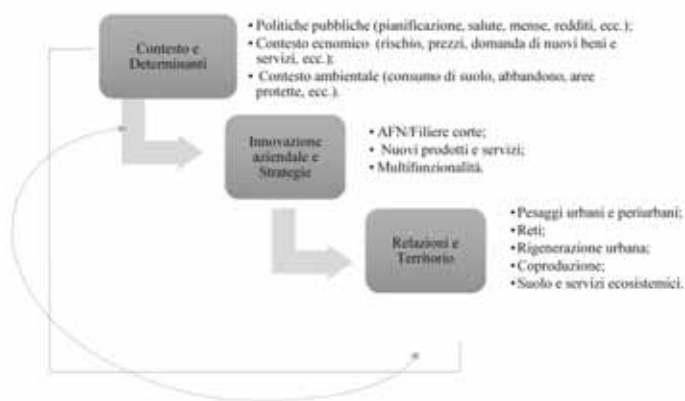 Contesto e
Determinanti
• Politiche pubbliche (pianificazione, salute, mense, redditi, ecc.);
• Contesto ecnomico (rischio, prezzi, domanda di nuovi beni e
servizi, ecc.);
• Contesto ambientale (consumo di suolo, abbandono, aree
protette, ecc.).
Innovazione
aziendale e
Strategie
• AFN/Filiere corte;
• Nuovi prodotti e servizi;
• Multifunzionalità.
Relazioni e
Territorio
• Pesaggi urbani e periurbani;
• Reti;
• Rigenerazione urbana;
• Coproduzione;
• Suolo e servizi ecosistemici.